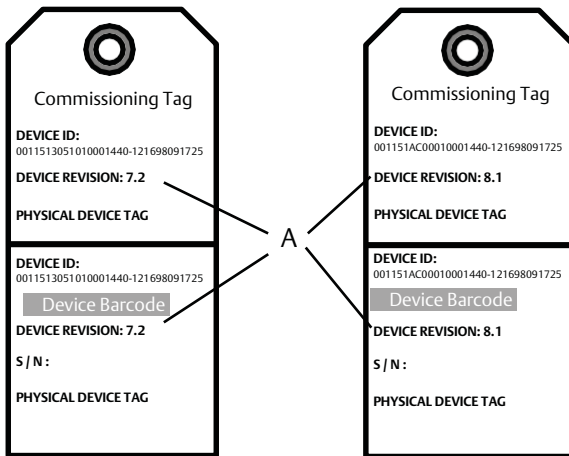 Commissioning Tag
DEVICE ID:
0011513051010001440-121698091725
DEVICE REVISION: 7.2
PHYSICAL DEVICE TAG
DEVICE ID:
0011513051010001440-121698091725
Device Barcode
DEVICE REVISION: 7.2
S / N :
PHYSICAL DEVICE TAG
A
Commissioning Tag
DEVICE ID:
001151AC00010001440-121698091725
DEVICE REVISION: 8.1
PHYSICAL DEVICE TAG
DEVICE ID:
001151AC00010001440-121698091725
Device Barcode
DEVICE REVISION: 8.1
S / N :
PHYSICAL DEVICE TAG